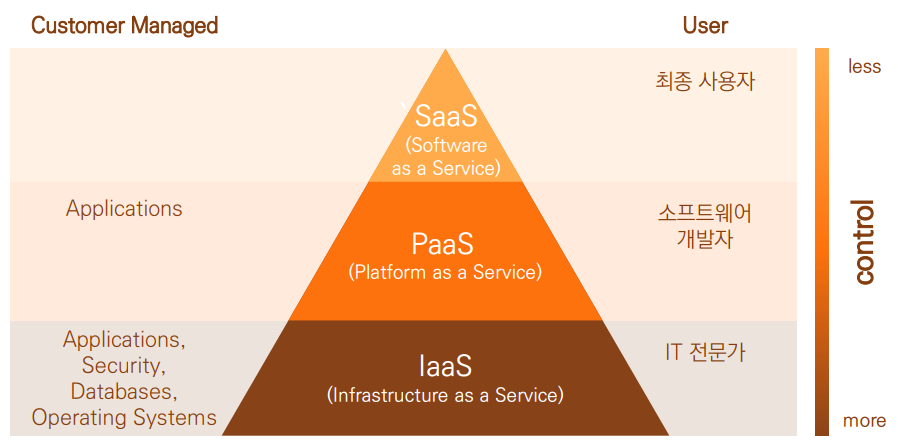 Customer Managed
User
less
최종 사용자
SaaS
(Software
as a Service)
Applications
소프트웨어
개발자
PaaS
(Platform as a Service)
control
Applications,
Security,
Databases,
Operating Systems
IaaS
(Infrastructure as a Service)
IT 전문가
more